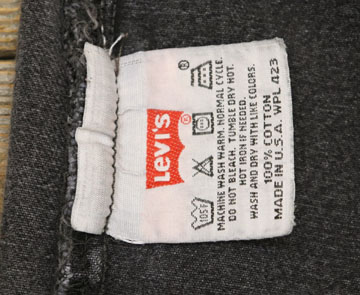 Levi's®
105F
®
MACHINE WASH WARM. NORMAL CYCLE.
DO NOT BLEACH. TUMBLE DRY HOT.
HOT IRON IF NEEDED.
WASH AND DRY WITH LIKE COLORS.
100% COTTON
MADE IN U.S.A. WPL 423